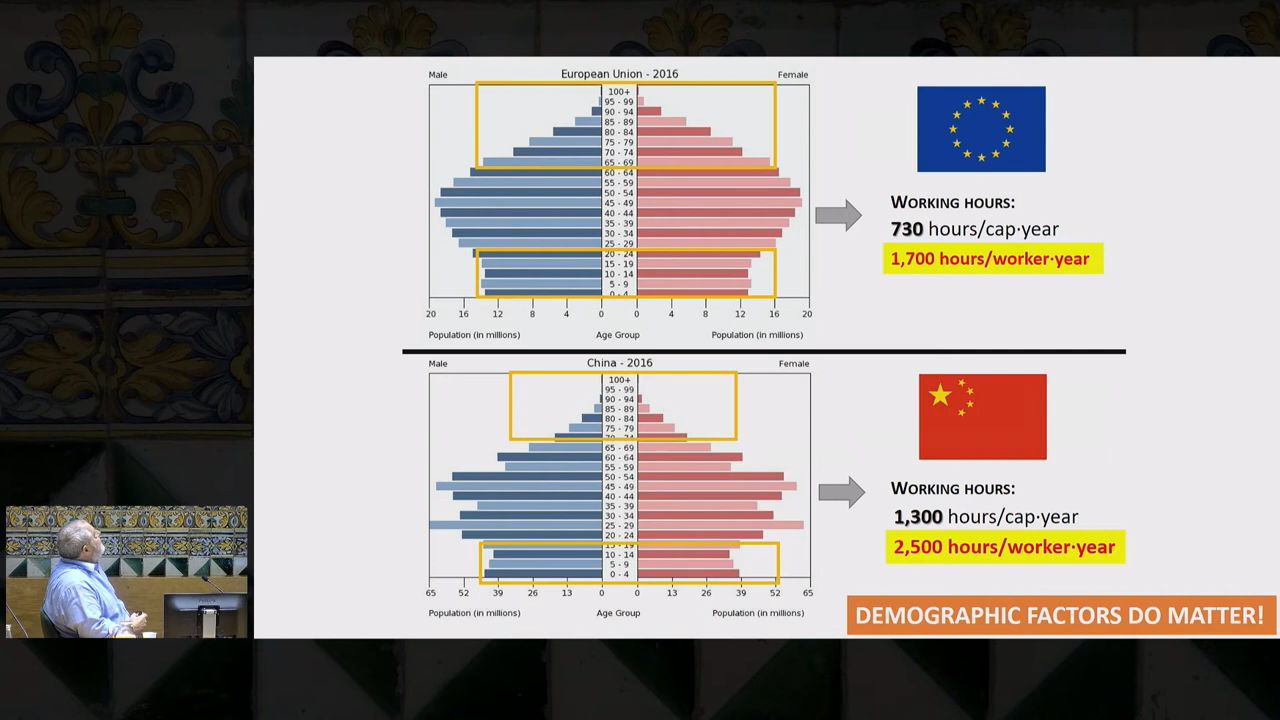 European Union - 2016
Male
Female
100+
95 - 99
90 - 94
85 - 89
80 - 84
75 - 79
70 - 74
65 - 69
60 - 64
55 - 59
50 - 54
45 - 49
40 - 44
35 - 39
30 - 34
25 - 29
20 - 24
15 - 19
10 - 14
5 - 9
0 - 4
20 16 12 8 4 0 0 4 8 12 16 20
Population (in millions) Age Group Population (in millions)
WORKING HOURS:
730 hours/cap·year
1,700 hours/worker·year
China - 2016
Male
Female
100+
95 - 99
90 - 94
85 - 89
80 - 84
75 - 79
70 - 74
65 - 69
60 - 64
55 - 59
50 - 54
45 - 49
40 - 44
35 - 39
30 - 34
25 - 29
20 - 24
15 - 19
10 - 14
5 - 9
0 - 4
65 52 39 26 13 0 0 13 26 39 52 65
Population (in millions) Age Group Population (in millions)
WORKING HOURS:
1,300 hours/cap·year
2,500 hours/worker·year
DEMOGRAPHIC FACTORS DO MATTER!